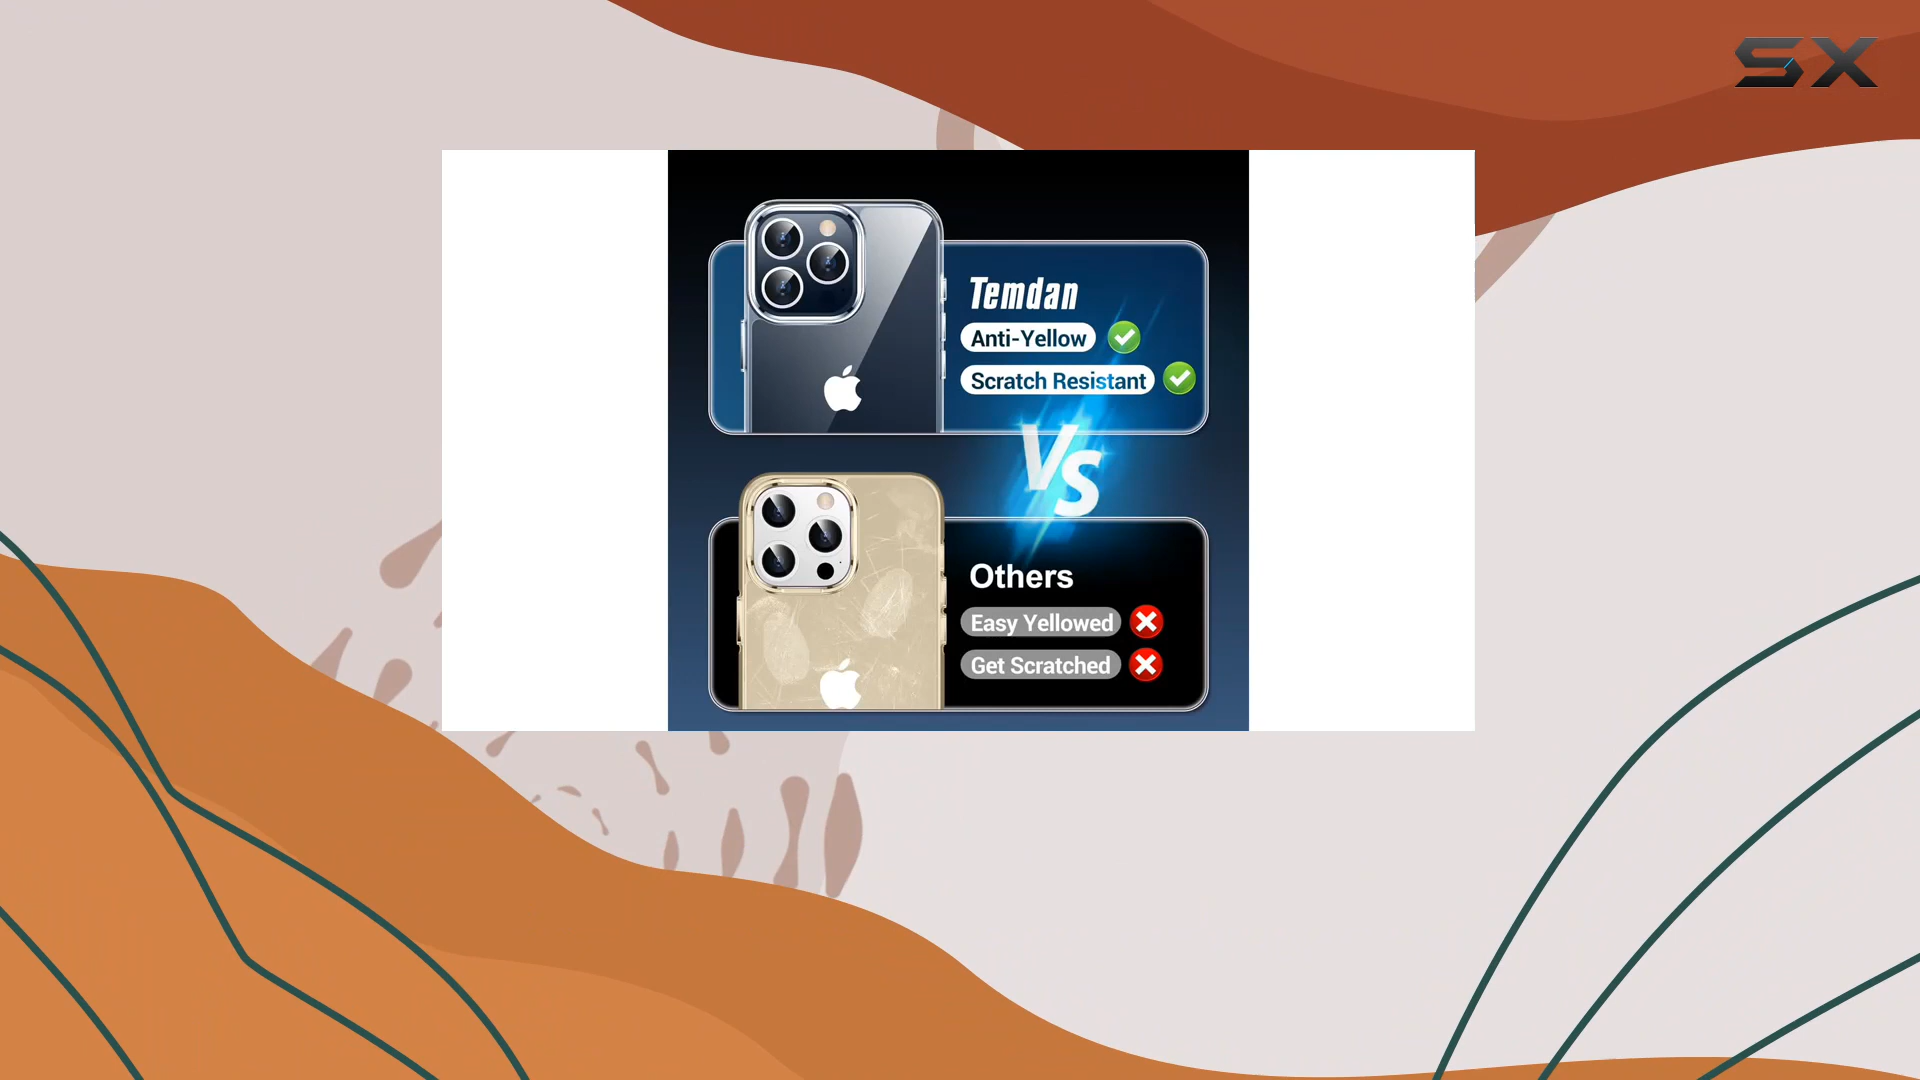 SX
Temdan
Anti-Yellow
Scratch Resistant
VS
Others
Easy Yellowed
Get Scratched